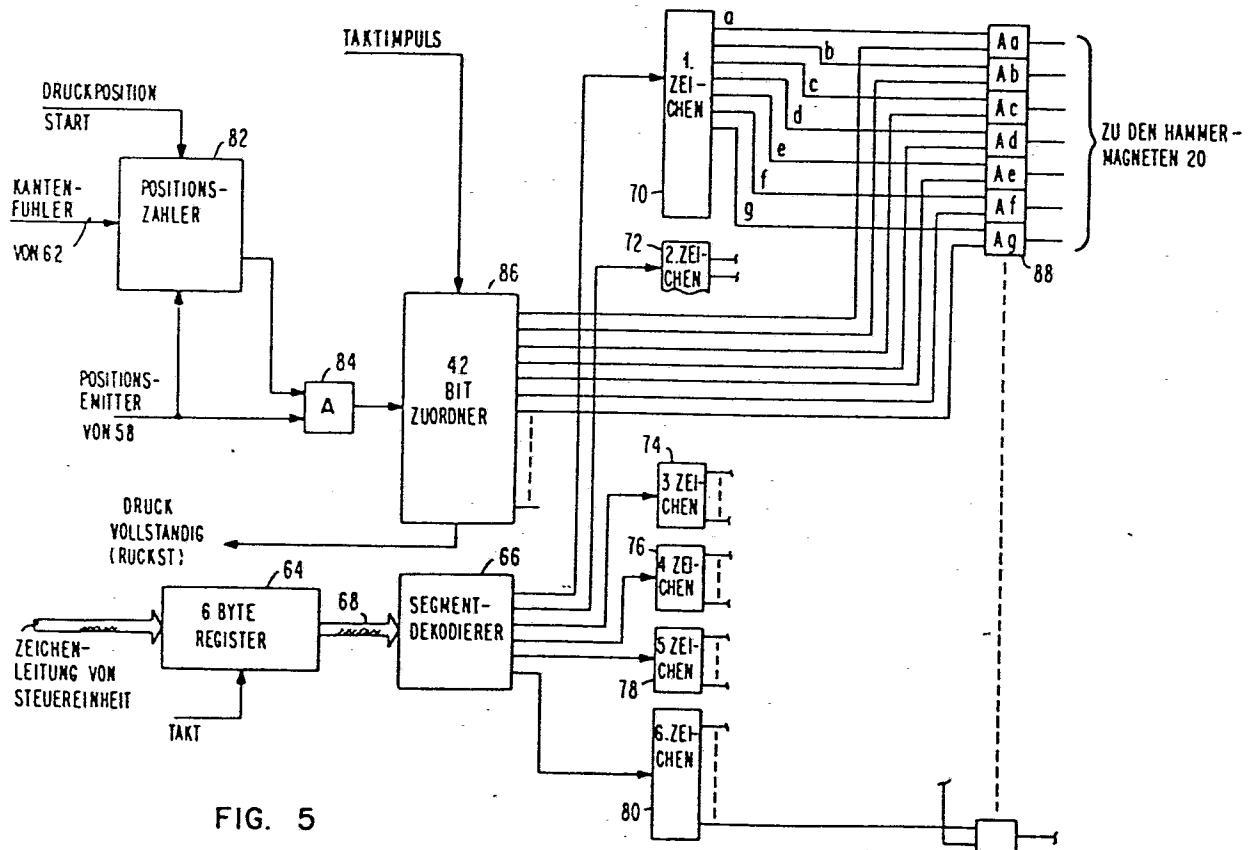 TAKTIMPULS
DRUCKPOSITION
START
82
KANTEN-
FUHLER
VON 62
POSITIONS-
ZAHLER
86
84
A
POSITIONS-
EMITTER
VON 58
42
BIT
ZUORDNER
DRUCK
VOLLSTANDIG
(RUCKST)
64
6 BYTE
REGISTER
68
66
SEGMENT-
DEKODIERER
ZEICHEN-
LEITUNG VON
STEUEREINHEIT
TAKT
1.
ZEI-
CHEN
70
a
b
c
d
e
f
g
Aa
Ab
Ac
Ad
Ae
Af
Ag
88
ZU DEN HAMMER-
MAGNETEN 20
72
2.ZEI-
CHEN
74
3 ZEI-
CHEN
76
4 ZEI-
CHEN
5 ZEI-
CHEN
78
6.ZEI-
CHEN
80
FIG. 5